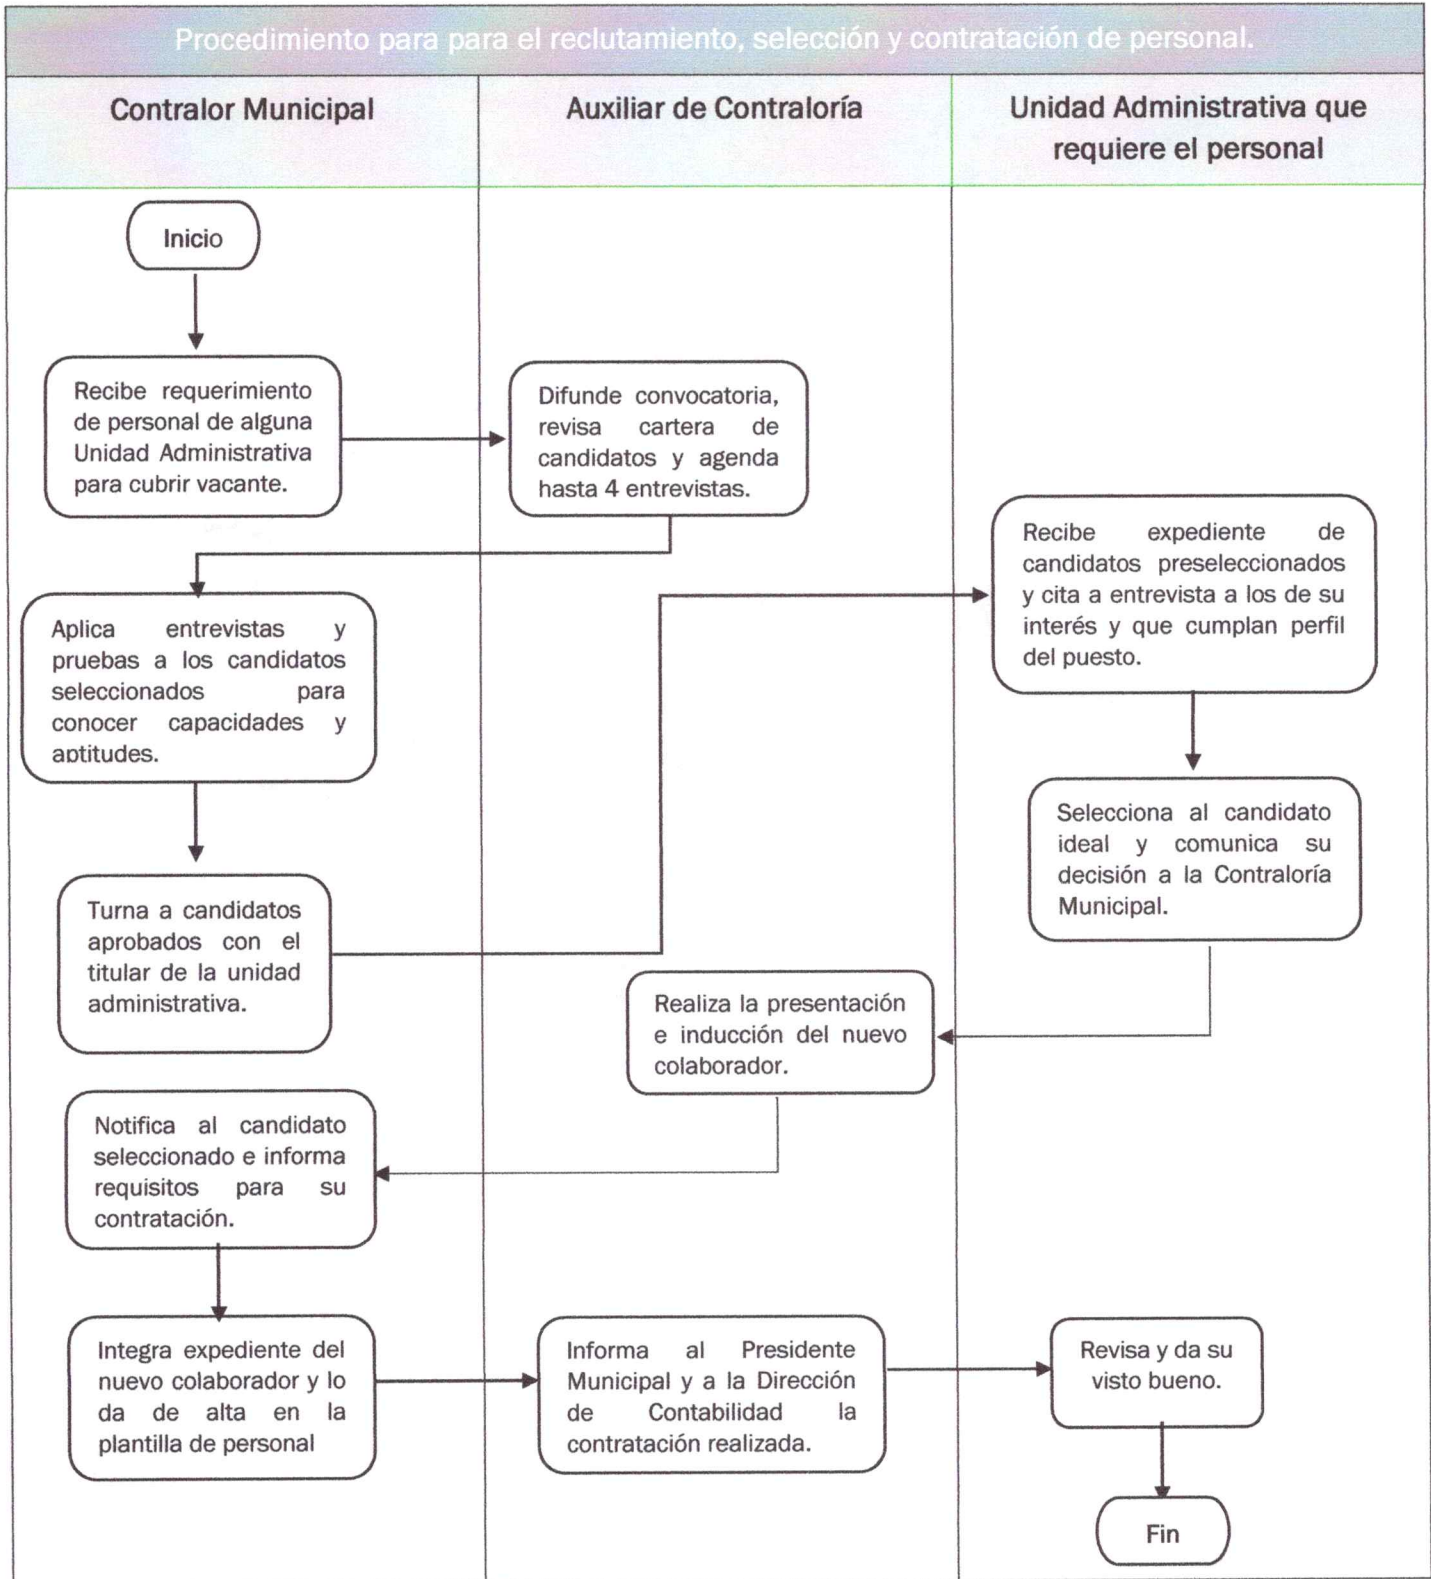 Procedimiento para para el reclutamiento, selección y contratación de personal.
Contralor Municipal
Auxiliar de Contraloría
Unidad Administrativa que
requiere el personal
Inicio
Recibe requerimiento
de personal de alguna
Unidad Administrativa
para cubrir vacante.
Difunde convocatoria,
revisa cartera de
candidatos y agenda
hasta 4 entrevistas.
Aplica entrevistas y
pruebas a los candidatos
seleccionados para
conocer capacidades y
aptitudes.
Turna a candidatos
aprobados con el
titular de la unidad
administrativa.
Recibe expediente de
candidatos preseleccionados
y cita a entrevista a los de su
interés y que cumplan perfil
del puesto.
Selecciona al candidato
ideal y comunica su
decisión a la Contraloría
Municipal.
Realiza la presentación
e inducción del nuevo
colaborador.
Notifica al candidato
seleccionado e informa
requisitos para su
contratación.
Integra expediente del
nuevo colaborador y lo
da de alta en la
plantilla de personal
Informa al Presidente
Municipal y a la Dirección
de Contabilidad la
contratación realizada.
Revisa y da su
visto bueno.
Fin